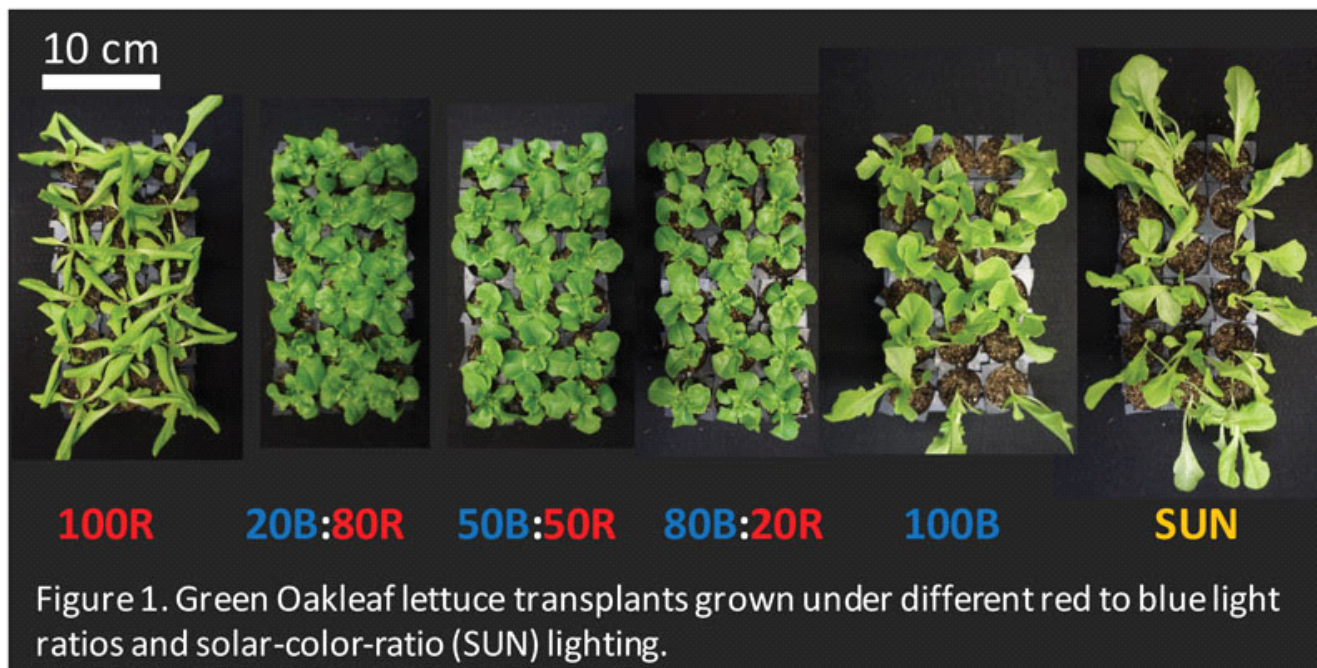 10 cm
100R
20B:80R
50B:50R
80B:20R
100B
SUN
Figure 1. Green Oakleaf lettuce transplants grown under different red to blue light
ratios and solar-color-ratio (SUN) lighting.